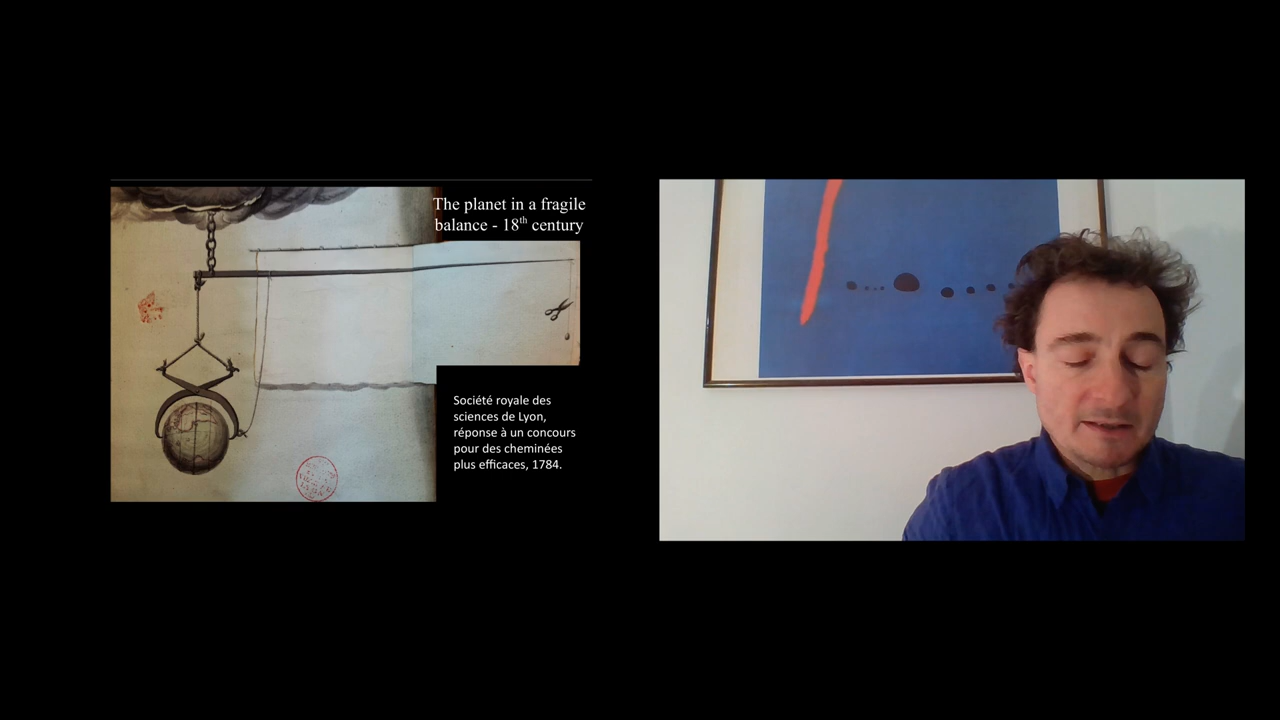 The planet in a fragile
balance - 18th century
Société royale des
sciences de Lyon,
réponse à un concours
pour des cheminées
plus efficaces, 1784.